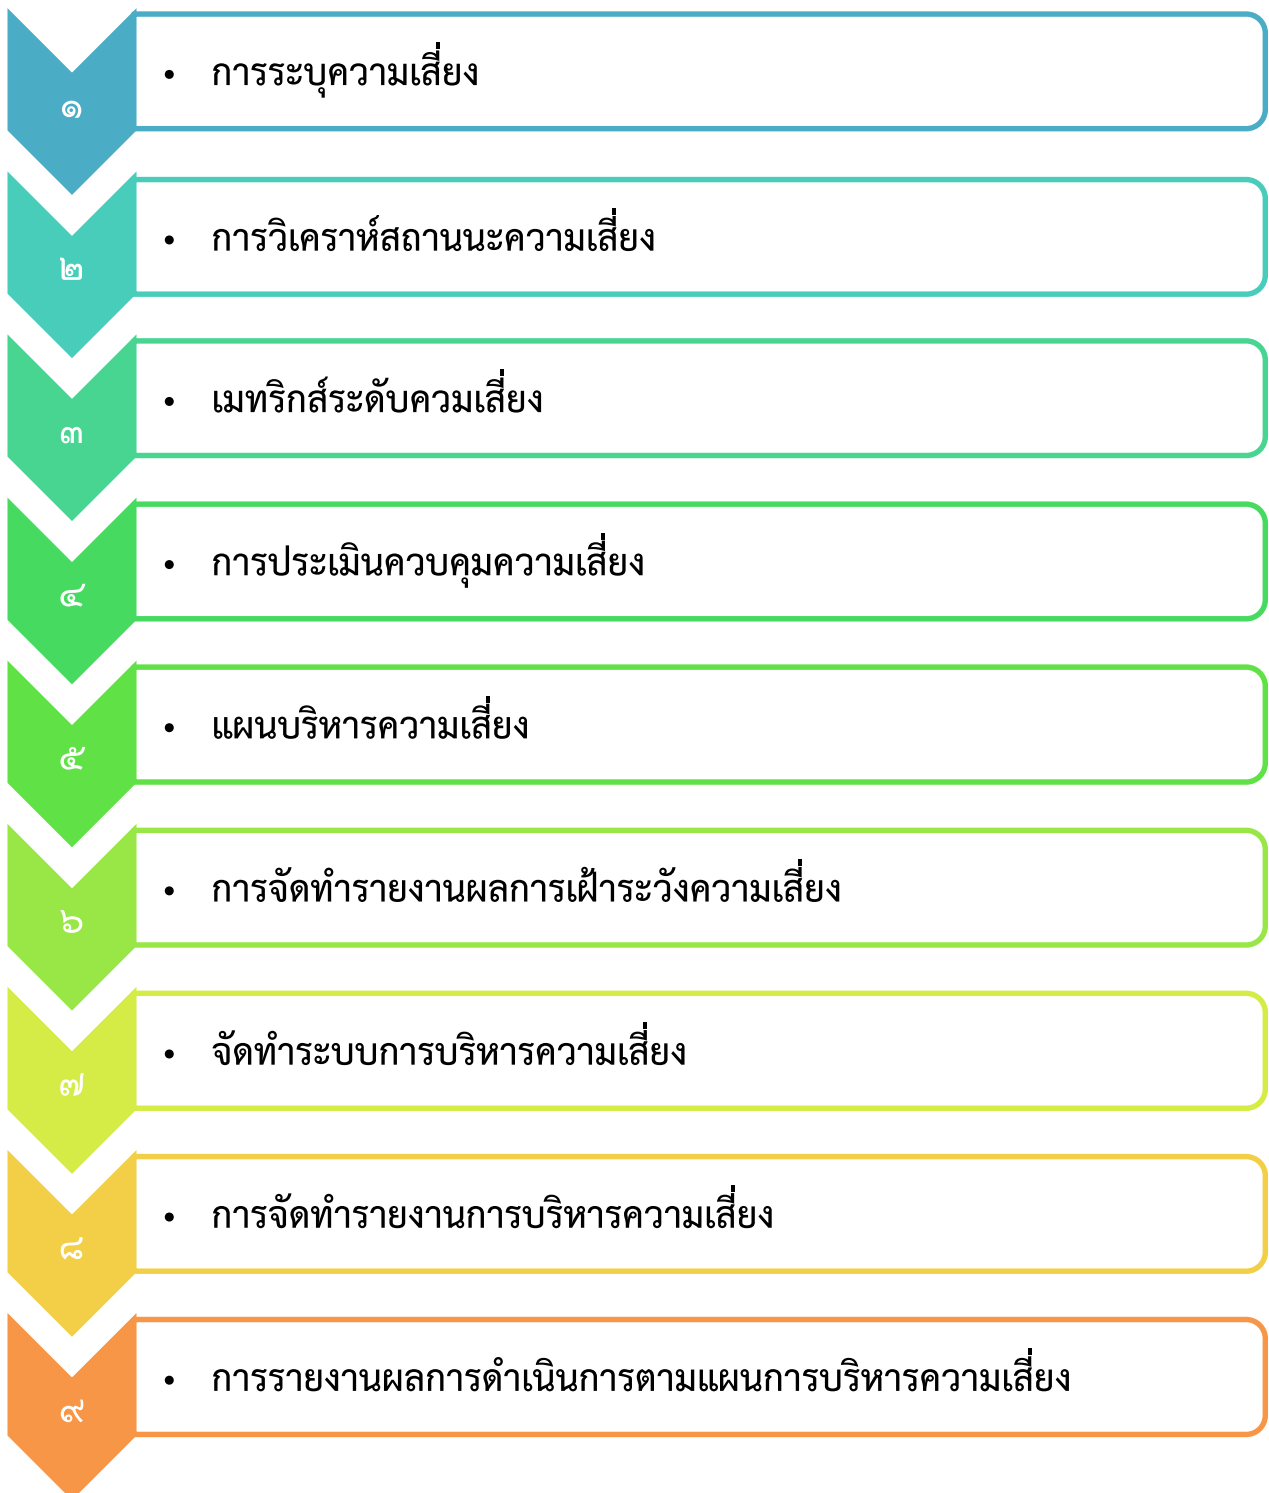 ๑
• การระบุความเสี่ยง
๒
• การวิเคราห์สถานนะความเสี่ยง
๓
• เมทริกส์ระดับควมเสี่ยง
๔
• การประเมินควบคุมความเสี่ยง
๕
• แผนบริหารความเสี่ยง
๖
• การจัดทำรายงานผลการเฝ้าระวังความเสี่ยง
๗
• จัดทำระบบการบริหารความเสี่ยง
๘
• การจัดทำรายงานการบริหารความเสี่ยง
๙
• การรายงานผลการดำเนินการตามแผนการบริหารความเสี่ยง